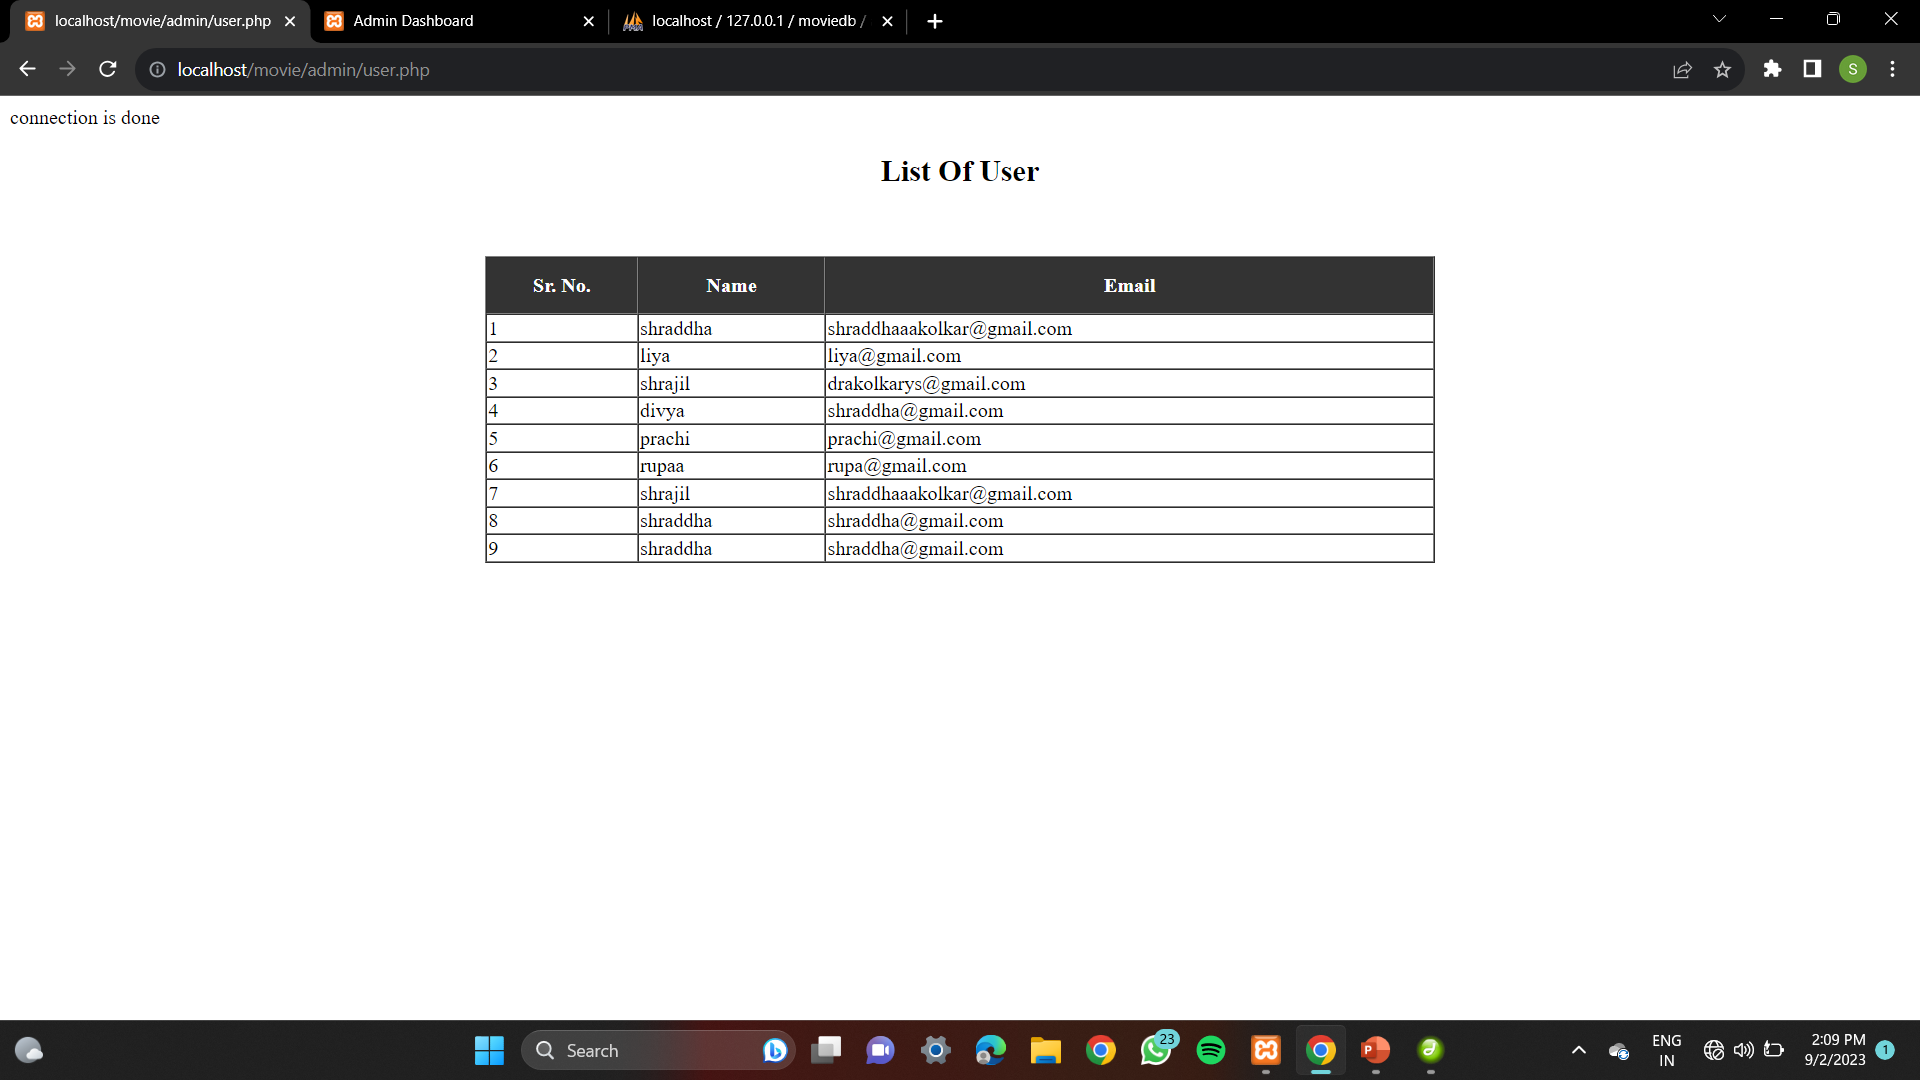 localhost/movie/admin/user.php
Admin Dashboard
localhost / 127.0.0.1 / moviedb /
localhost/movie/admin/user.php
S
connection is done
List Of User
Sr. No. Name Email
1 shraddha shraddhaaakolkar@gmail.com
2 liya liya@gmail.com
3 shrajil drakolkarys@gmail.com
4 divya shraddha@gmail.com
5 prachi prachi@gmail.com
6 rupaa rupa@gmail.com
7 shrajil shraddhaaakolkar@gmail.com
8 shraddha shraddha@gmail.com
9 shraddha shraddha@gmail.com
Search
23
ENG
IN
2:09 PM
9/2/2023
1